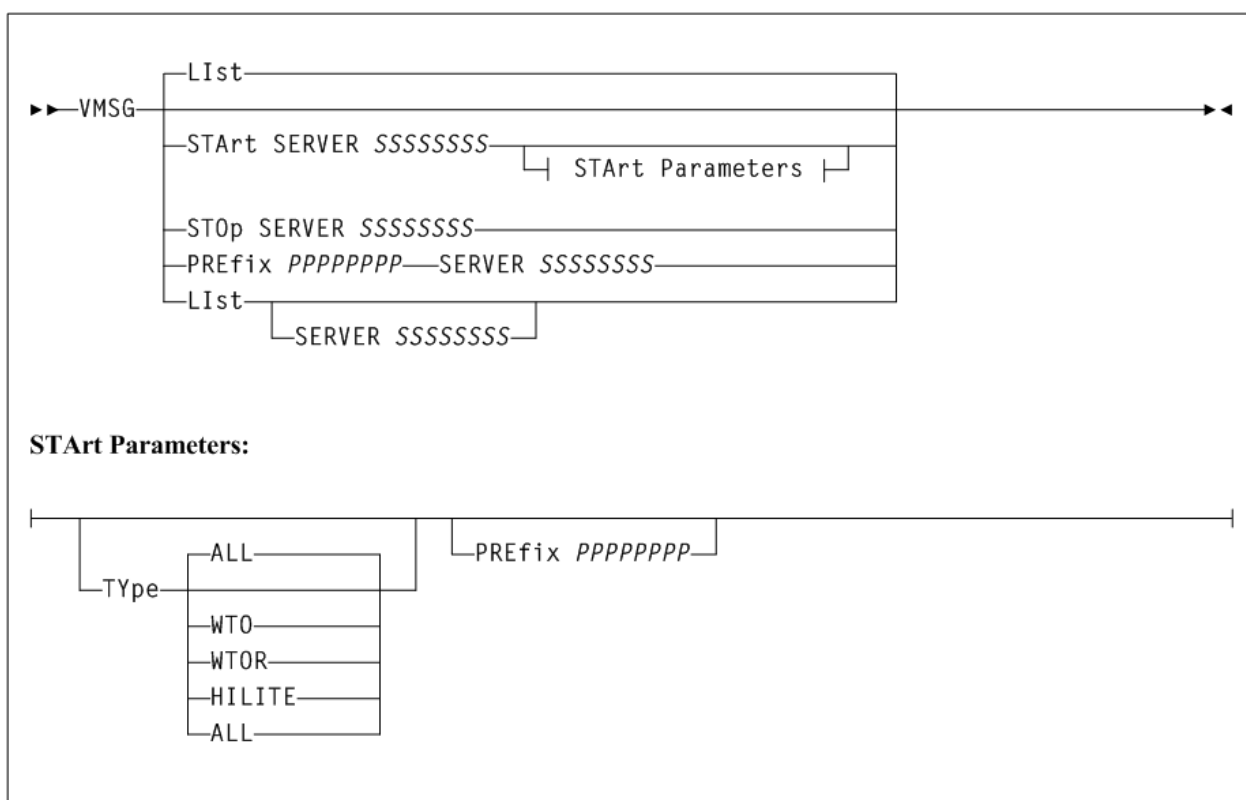 LIst
VMSG
STArt SERVER SSSSSSSS
STArt Parameters
STOp SERVER SSSSSSSS
PREfix PPPPPPPP SERVER SSSSSSSS
LIst
SERVER SSSSSSSS
STArt Parameters:
ALL
PREfix PPPPPPPP
TYpe
WTO
WTOR
HILITE
ALL